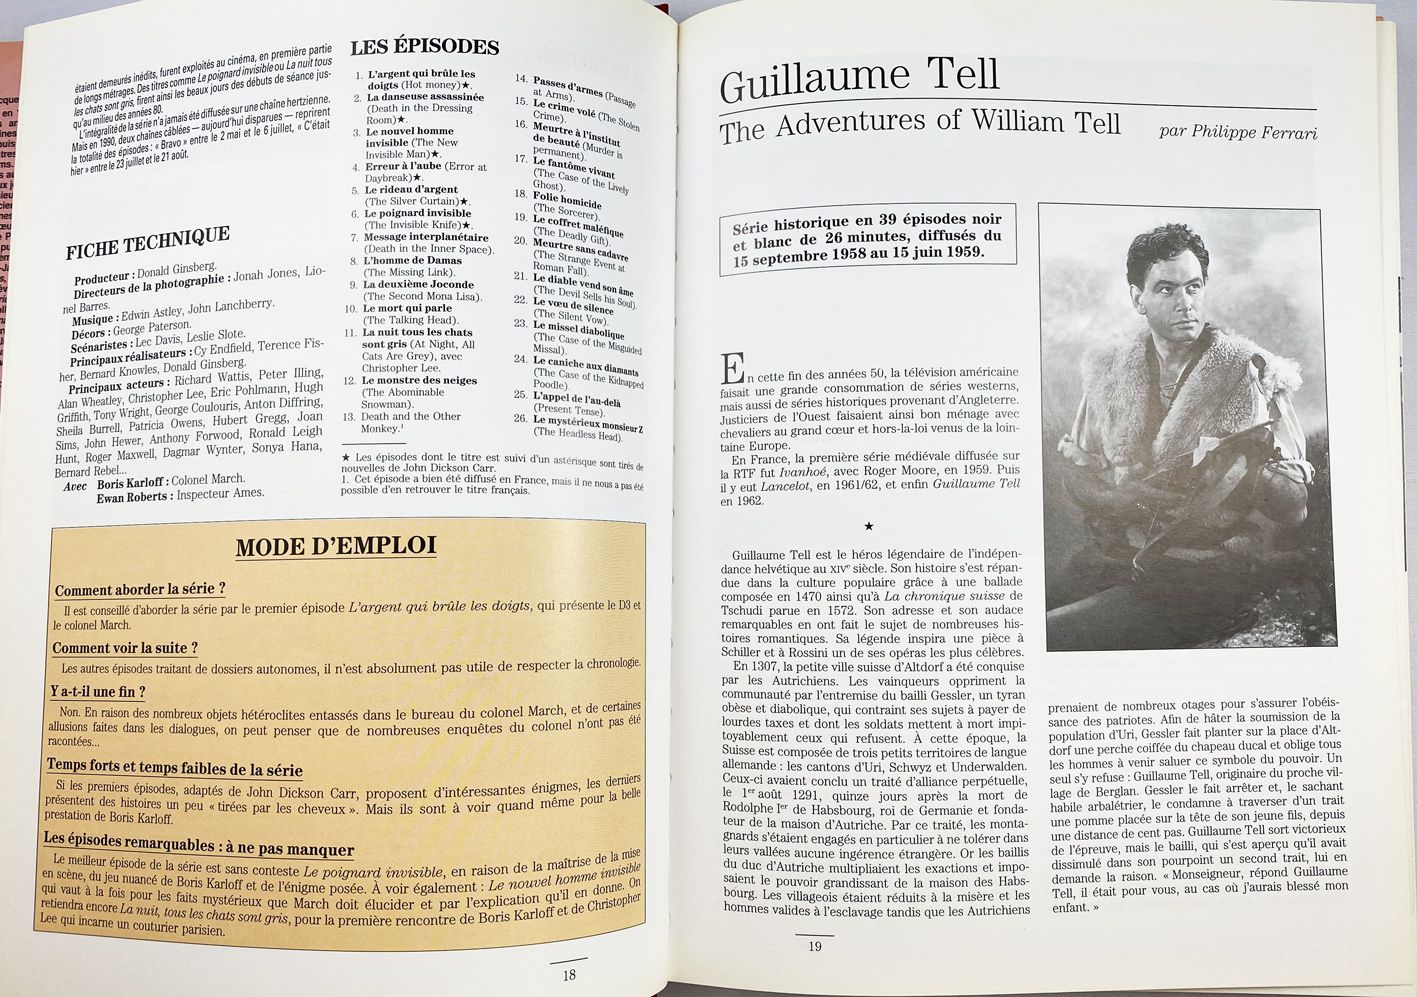 étaient demeurés inédits, furent exploités au cinéma, en première partie
de longs métrages. Des titres comme Le poignard invisible ou La nuit tous
les chats sont gris, firent ainsi les beaux jours des débuts de séance jus-
qu'au milieu des années 80.
L'intégralité de la série n'a jamais été diffusée sur une chaîne hertzienne.
Mais en 1990, deux chaînes câblées — aujourd'hui disparues — reprirent
la totalité des épisodes : « Bravo » entre le 2 mai et le 6 juillet, « C'était
hier » entre le 23 juillet et le 21 août.
FICHE TECHNIQUE
Producteur : Donald Ginsberg.
Directeurs de la photographie : Jonah Jones, Lio-
nel Barres.
Musique : Edwin Astley, John Lanchberry.
Décors : George Paterson.
Scénaristes : Lec Davis, Leslie Slote.
Principaux réalisateurs : Cy Endfield, Terence Fis-
her, Bernard Knowles, Donald Ginsberg.
Principaux acteurs : Richard Wattis, Peter Illing,
Alan Wheatley, Christopher Lee, Eric Pohlmann, Hugh
Griffith, Tony Wright, George Coulouris, Anton Diffring,
Sheila Burrell, Patricia Owens, Hubert Gregg, Joan
Sims, John Hewer, Anthony Forwood, Ronald Leigh
Hunt, Roger Maxwell, Dagmar Wynter, Sonya Hana,
Bernard Rebel...
Avec Boris Karloff : Colonel March.
Ewan Roberts : Inspecteur Ames.
LES ÉPISODES
1. L'argent qui brûle les
doigts (Hot money)★.
2. La danseuse assassinée
(Death in the Dressing
Room)★.
3. Le nouvel homme
invisible (The New
Invisible Man)★.
4. Erreur à l'aube (Error at
Daybreak)★.
5. Le rideau d'argent
(The Silver Curtain)★.
6. Le poignard invisible
(The Invisible Knife)★.
7. Message interplanétaire
(Death in the Inner Space).
8. L'homme de Damas
(The Missing Link).
9. La deuxième Joconde
(The Second Mona Lisa).
10. Le mort qui parle
(The Talking Head).
11. La nuit tous les chats
sont gris (At Night, All
Cats Are Grey), avec
Christopher Lee.
12. Le monstre des neiges
(The Abominable
Snowman).
13. Death and the Other
Monkey.¹
14. Passes d'armes (Passage
at Arms).
15. Le crime volé (The Stolen
Crime).
16. Meurtre à l'institut
de beauté (Murder is
permanent).
17. Le fantôme vivant
(The Case of the Lively
Ghost).
18. Folie homicide
(The Sorcerer).
19. Le coffret maléfique
(The Deadly Gift).
20. Meurtre sans cadavre
(The Strange Event at
Roman Fall).
21. Le diable vend son âme
(The Devil Sells his Soul).
22. Le vœu de silence
(The Silent Vow).
23. Le missel diabolique
(The Case of the Misguided
Missal).
24. Le caniche aux diamants
(The Case of the Kidnapped
Poodle).
25. L'appel de l'au-delà
(Present Tense).
26. Le mystérieux monsieur Z
(The Headless Head).
★ Les épisodes dont le titre est suivi d'un astérisque sont tirés de
nouvelles de John Dickson Carr.
1. Cet épisode a bien été diffusé en France, mais il ne nous a pas été
possible d'en retrouver le titre français.
MODE D'EMPLOI
Comment aborder la série ?
Il est conseillé d'aborder la série par le premier épisode L'argent qui brûle les doigts, qui présente le D3 et
le colonel March.
Comment voir la suite ?
Les autres épisodes traitant de dossiers autonomes, il n'est absolument pas utile de respecter la chronologie.
Y a-t-il une fin ?
Non. En raison des nombreux objets hétéroclites entassés dans le bureau du colonel March, et de certaines
allusions faites dans les dialogues, on peut penser que de nombreuses enquêtes du colonel n'ont pas été
racontées...
Temps forts et temps faibles de la série
Si les premiers épisodes, adaptés de John Dickson Carr, proposent d'intéressantes énigmes, les derniers
présentent des histoires un peu « tirées par les cheveux ». Mais ils sont à voir quand même pour la belle
prestation de Boris Karloff.
Les épisodes remarquables : à ne pas manquer
Le meilleur épisode de la série est sans conteste Le poignard invisible, en raison de la maîtrise de la mise
en scène, du jeu nuancé de Boris Karloff et de l'énigme posée. À voir également : Le nouvel homme invisible
qui vaut à la fois pour les faits mystérieux que March doit élucider et par l'explication qu'il en donne. On
retiendra encore La nuit, tous les chats sont gris, pour la première rencontre de Boris Karloff et de Christopher
Lee qui incarne un couturier parisien.
18
Guillaume Tell
The Adventures of William Tell
par Philippe Ferrari
Série historique en 39 épisodes noir
et blanc de 26 minutes, diffusés du
15 septembre 1958 au 15 juin 1959.
En cette fin des années 50, la télévision américaine
faisait une grande consommation de séries westerns,
mais aussi de séries historiques provenant d'Angleterre.
Justiciers de l'Ouest faisaient ainsi bon ménage avec
chevaliers au grand cœur et hors-la-loi venus de la loin-
taine Europe.
En France, la première série médiévale diffusée sur
la RTF fut Ivanhoé, avec Roger Moore, en 1959. Puis
il y eut Lancelot, en 1961/62, et enfin Guillaume Tell
en 1962.
★
Guillaume Tell est le héros légendaire de l'indépen-
dance helvétique au XIVe siècle. Son histoire s'est répan-
due dans la culture populaire grâce à une ballade
composée en 1470 ainsi qu'à La chronique suisse de
Tschudi parue en 1572. Son adresse et son audace
remarquables en ont fait le sujet de nombreuses his-
toires romantiques. Sa légende inspira une pièce à
Schiller et à Rossini un de ses opéras les plus célèbres.
En 1307, la petite ville suisse d'Altdorf a été conquise
par les Autrichiens. Les vainqueurs oppriment la
communauté par l'entremise du bailli Gessler, un tyran
obèse et diabolique, qui contraint ses sujets à payer de
lourdes taxes et dont les soldats mettent à mort impi-
toyablement ceux qui refusent. À cette époque, la
Suisse est composée de trois petits territoires de langue
allemande : les cantons d'Uri, Schwyz et Underwalden.
Ceux-ci avaient conclu un traité d'alliance perpétuelle,
le 1er août 1291, quinze jours après la mort de
Rodolphe Ier de Habsbourg, roi de Germanie et fonda-
teur de la maison d'Autriche. Par ce traité, les monta-
gnards s'étaient engagés en particulier à ne tolérer dans
leurs vallées aucune ingérence étrangère. Or les baillis
du duc d'Autriche multipliaient les exactions et impo-
saient le pouvoir grandissant de la maison des Habs-
bourg. Les villageois étaient réduits à la misère et les
hommes valides à l'esclavage tandis que les Autrichiens
prenaient de nombreux otages pour s'assurer l'obéis-
sance des patriotes. Afin de hâter la soumission de la
population d'Uri, Gessler fait planter sur la place d'Alt-
dorf une perche coiffée du chapeau ducal et oblige tous
les hommes à venir saluer ce symbole du pouvoir. Un
seul s'y refuse : Guillaume Tell, originaire du proche vil-
lage de Berglan. Gessler le fait arrêter et, le sachant
habile arbalétrier, le condamne à traverser d'un trait
une pomme placée sur la tête de son jeune fils, depuis
une distance de cent pas. Guillaume Tell sort victorieux
de l'épreuve, mais le bailli, qui s'est aperçu qu'il avait
dissimulé dans son pourpoint un second trait, lui en
demande la raison. « Monseigneur, répond Guillaume
Tell, il était pour vous, au cas où j'aurais blessé mon
enfant. »
19